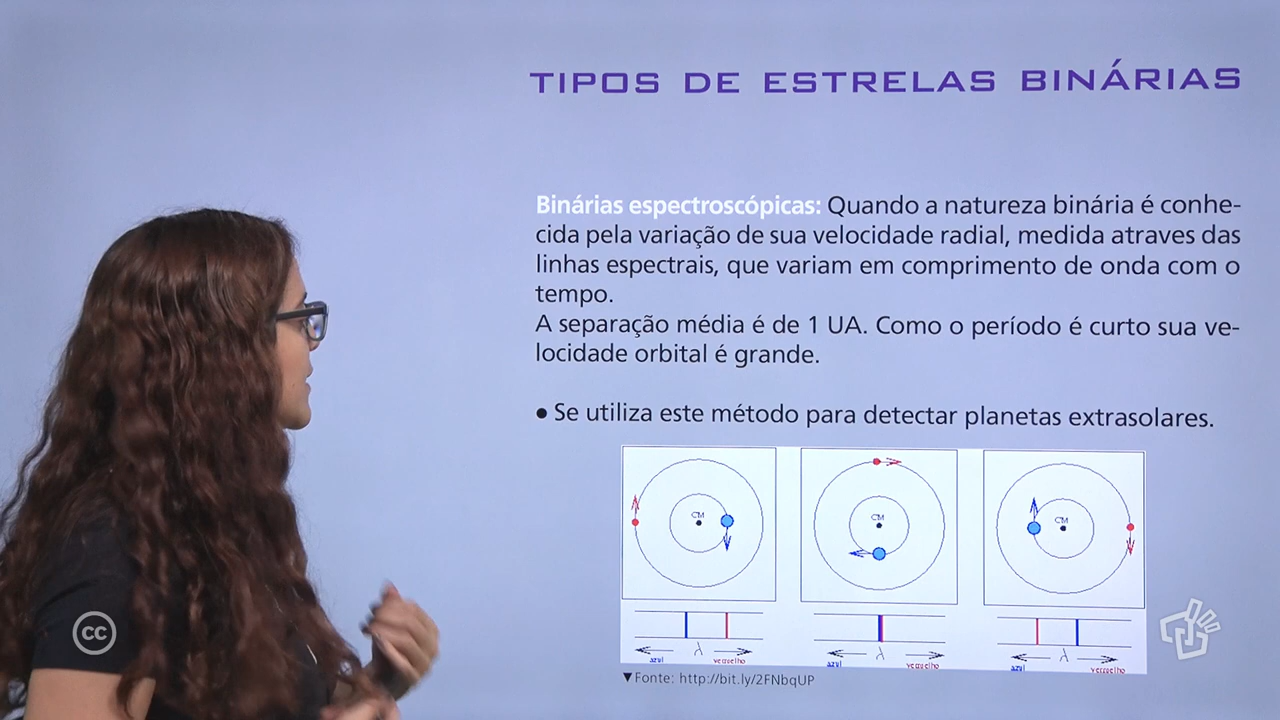 TIPOS DE ESTRELAS BINÁRIAS
Binárias espectroscópicas: Quando a natureza binária é conhe-
cida pela variação de sua velocidade radial, medida atraves das
linhas espectrais, que variam em comprimento de onda com o
tempo.
A separação média é de 1 UA. Como o período é curto sua ve-
locidade orbital é grande.
• Se utiliza este método para detectar planetas extrasolares.
CM CM CM
λ λ λ
azul vermelho azul vermelho azul vermelho
▼Fonte: http://bit.ly/2FNbqUP
cc